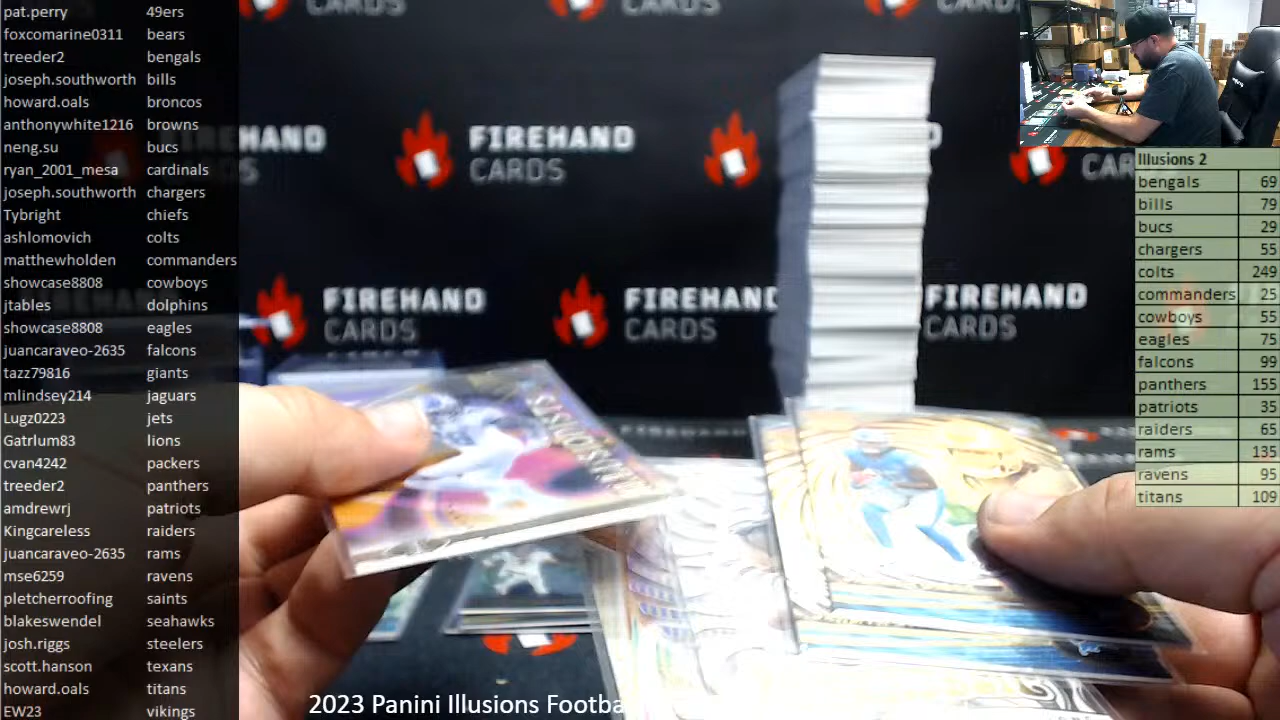 pat.perry 49ers
foxcomarine0311 bears
treeder2 bengals
joseph.southworth bills
howard.oals broncos
anthonywhite1216 browns
neng.su bucs
ryan_2001_mesa cardinals
joseph.southworth chargers
Tybright chiefs
ashlomovich colts
matthewholden commanders
showcase8808 cowboys
jtables dolphins
showcase8808 eagles
juancaraveo-2635 falcons
tazz79816 giants
mlindsey214 jaguars
Lugz0223 jets
Gatrlum83 lions
cvan4242 packers
treeder2 panthers
amdrewrj patriots
Kingcareless raiders
juancaraveo-2635 rams
mse6259 ravens
pletcherroofing saints
blakeswendel seahawks
josh.riggs steelers
scott.hanson texans
howard.oals titans
EW23 vikings
CARDS
FIREHAND
CARDS
FIREHAND
CARDS
FIREHAND
CARDS
FIREHAND
CARDS
Illusions 2
bengals 69
bills 79
bucs 29
chargers 55
colts 249
commanders 25
cowboys 55
eagles 75
falcons 99
panthers 155
patriots 35
raiders 65
rams 135
ravens 95
titans 109
2023 Panini Illusions Footba